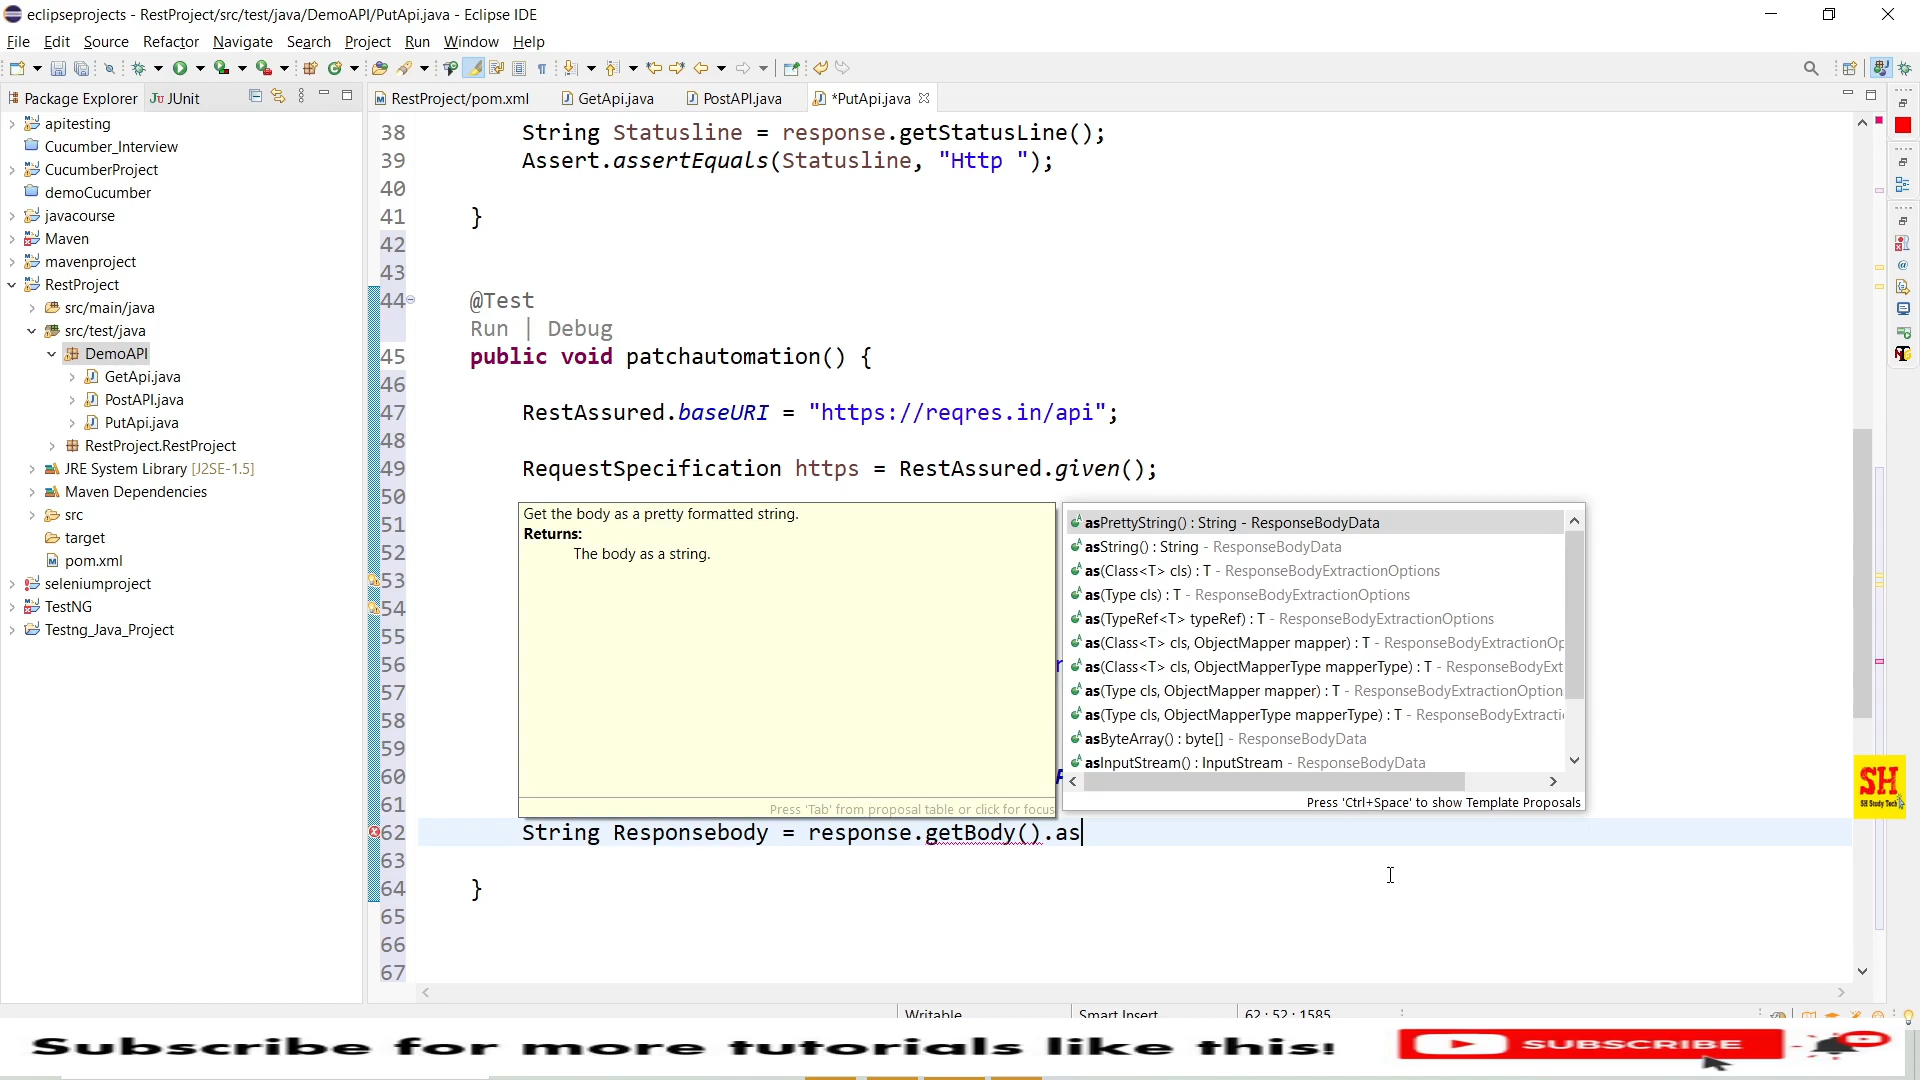 eclipseprojects - RestProject/src/test/java/DemoAPI/PutApi.java - Eclipse IDE
File Edit Source Refactor Navigate Search Project Run Window Help
Package Explorer JUnit
RestProject/pom.xml GetApi.java PostAPI.java *PutApi.java
apitesting
Cucumber_Interview
CucumberProject
demoCucumber
javacourse
Maven
mavenproject
RestProject
src/main/java
src/test/java
DemoAPI
GetApi.java
PostAPI.java
PutApi.java
RestProject.RestProject
JRE System Library [J2SE-1.5]
Maven Dependencies
src
target
pom.xml
seleniumproject
TestNG
Testng_Java_Project
38 String Statusline = response.getStatusLine();
39 Assert.assertEquals(Statusline, "Http ");
40
41 }
42
43
44 @Test
Run | Debug
45 public void patchautomation() {
46
47 RestAssured.baseURI = "https://reqres.in/api";
48
49 RequestSpecification https = RestAssured.given();
50
51
52
53
54
55
56
57
58
59
60
61
62 String Responsebody = response.getBody().as
63
64 }
65
66
67
Get the body as a pretty formatted string.
Returns:
The body as a string.
Press 'Tab' from proposal table or click for focus
asPrettyString() : String - ResponseBodyData
asString() : String - ResponseBodyData
as(Class<T> cls) : T - ResponseBodyExtractionOptions
as(Type cls) : T - ResponseBodyExtractionOptions
as(TypeRef<T> typeRef) : T - ResponseBodyExtractionOptions
as(Class<T> cls, ObjectMapper mapper) : T - ResponseBodyExtractionOp
as(Class<T> cls, ObjectMapperType mapperType) : T - ResponseBodyExt
as(Type cls, ObjectMapper mapper) : T - ResponseBodyExtractionOption
as(Type cls, ObjectMapperType mapperType) : T - ResponseBodyExtracti
asByteArray() : byte[] - ResponseBodyData
asInputStream() : InputStream - ResponseBodyData
Press 'Ctrl+Space' to show Template Proposals
SH
SH Study Tech
Writable Smart Insert 62 : 52 : 1585
Subscribe for more tutorials like this! SUBSCRIBE